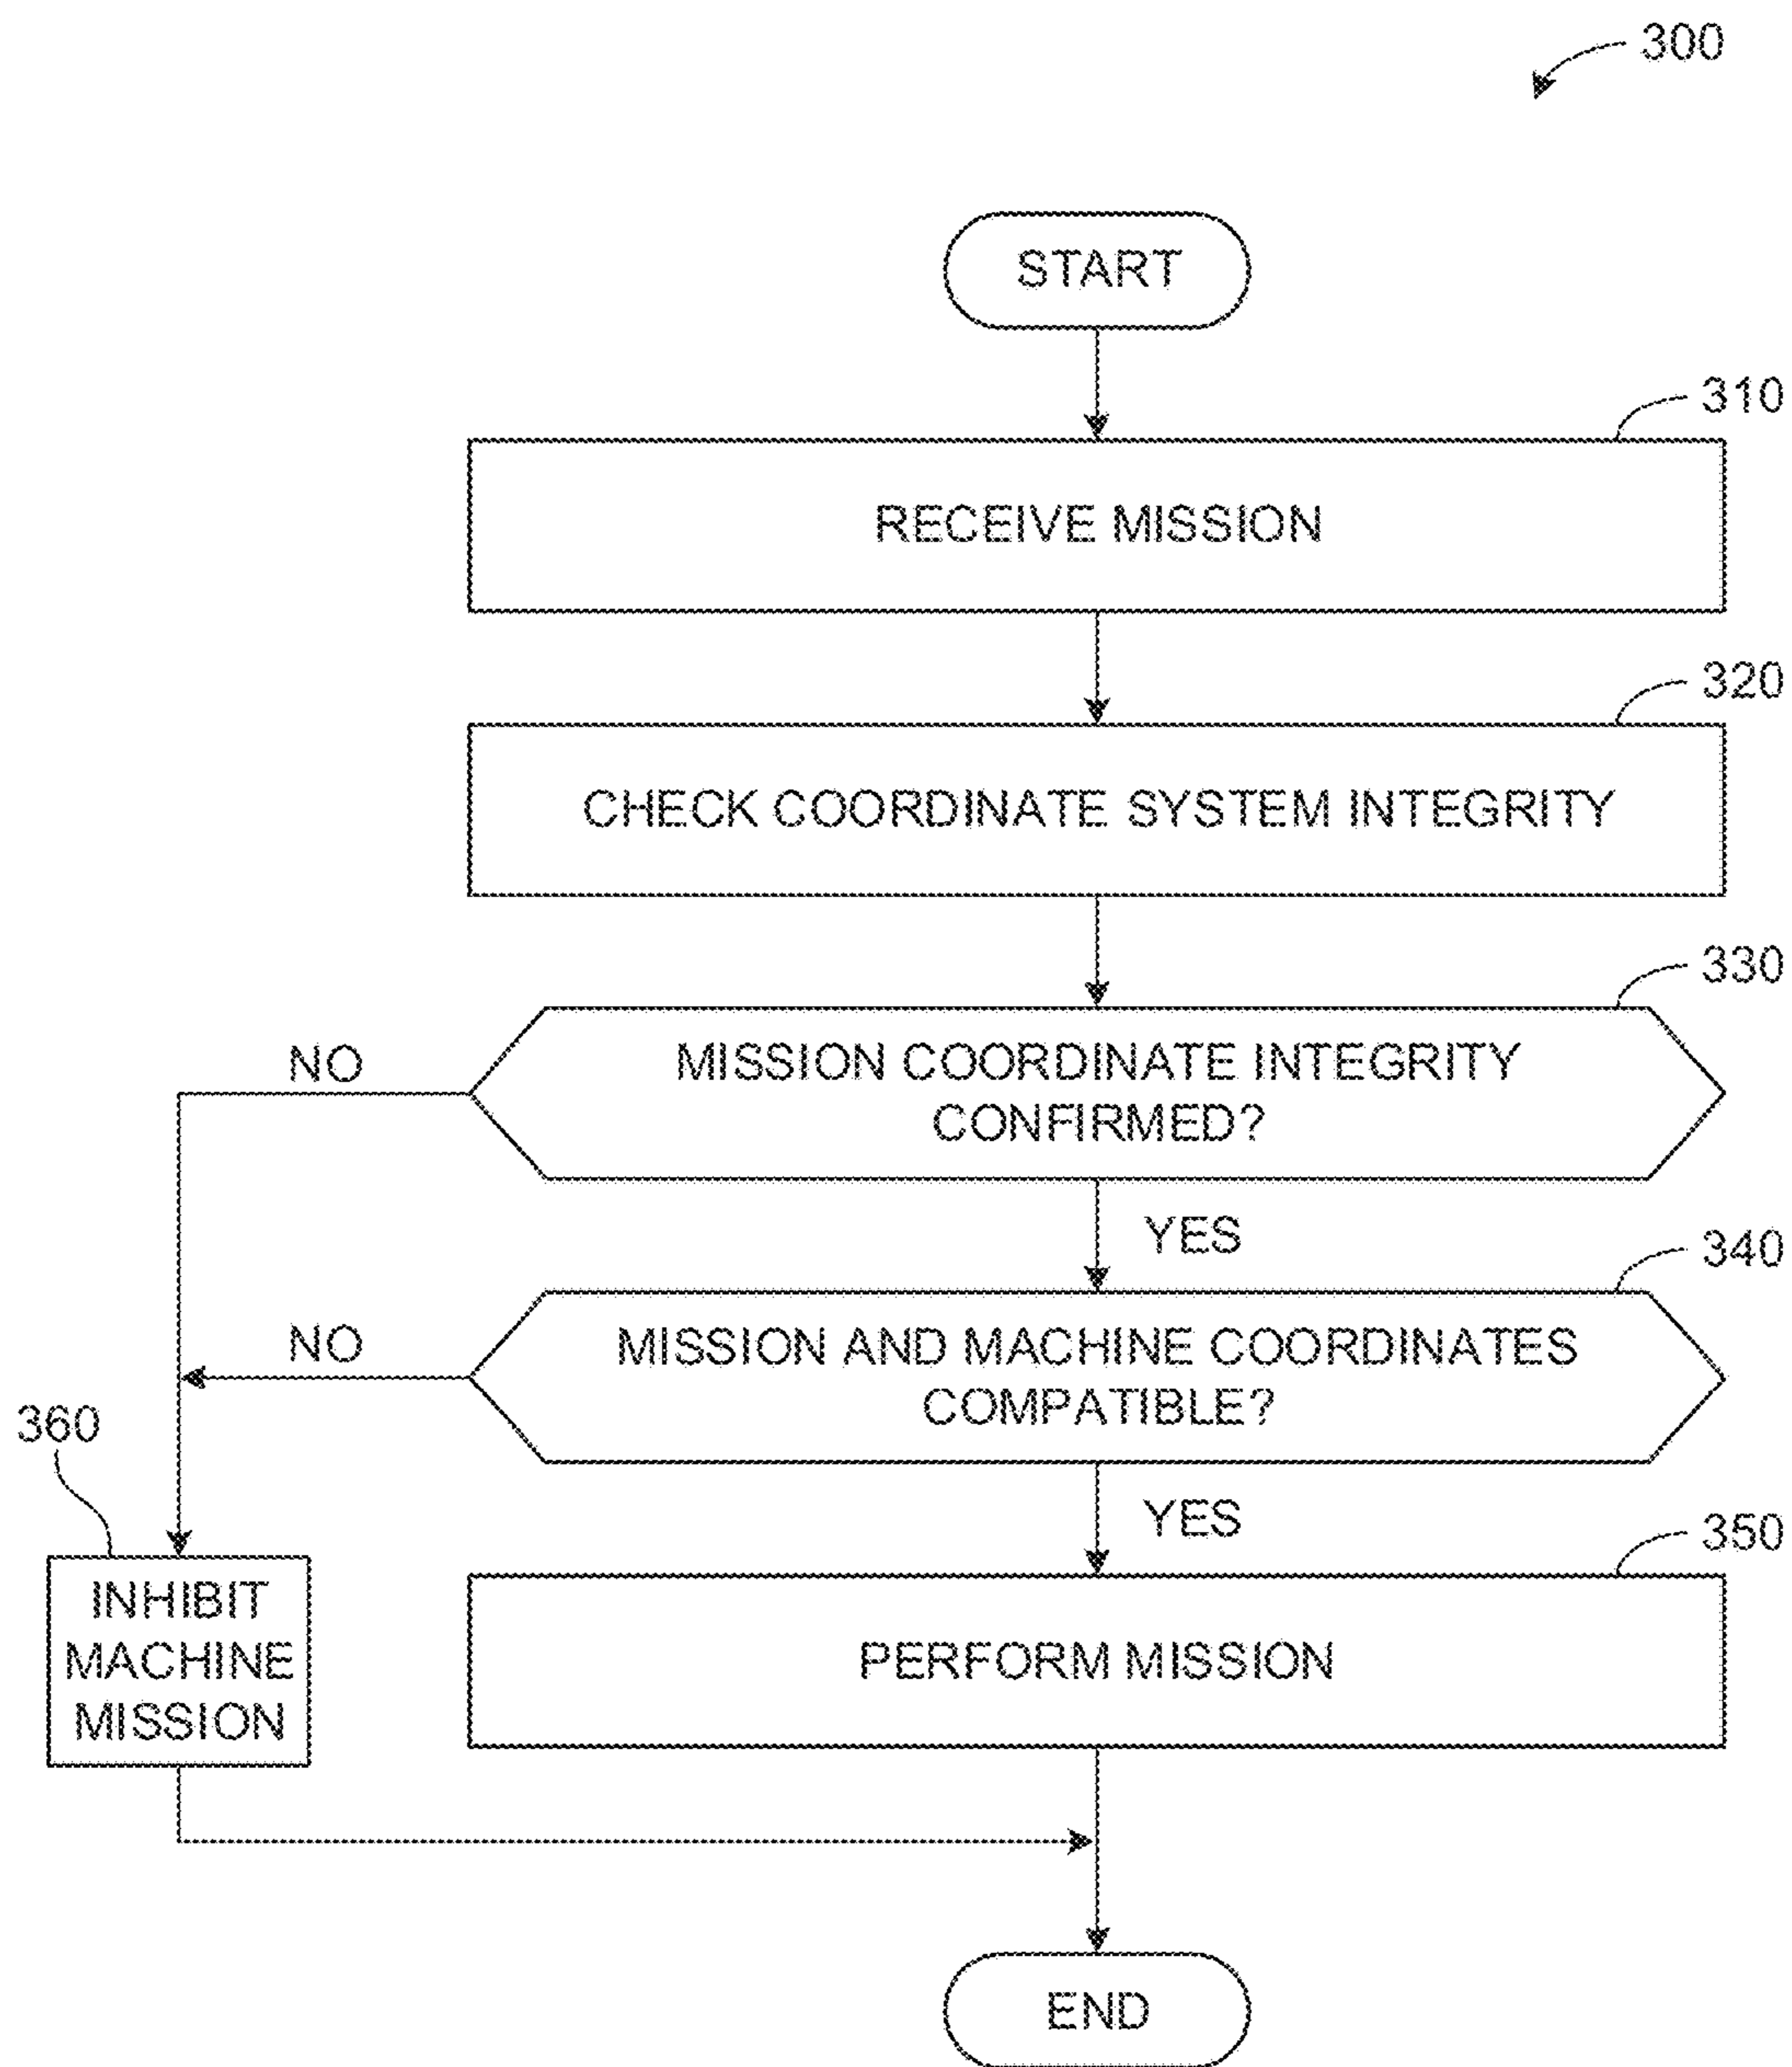 300
START
310
RECEIVE MISSION
320
CHECK COORDINATE SYSTEM INTEGRITY
330
NO
MISSION COORDINATE INTEGRITY
CONFIRMED?
YES
340
NO
MISSION AND MACHINE COORDINATES
COMPATIBLE?
360
YES
350
INHIBIT
MACHINE
MISSION
PERFORM MISSION
END